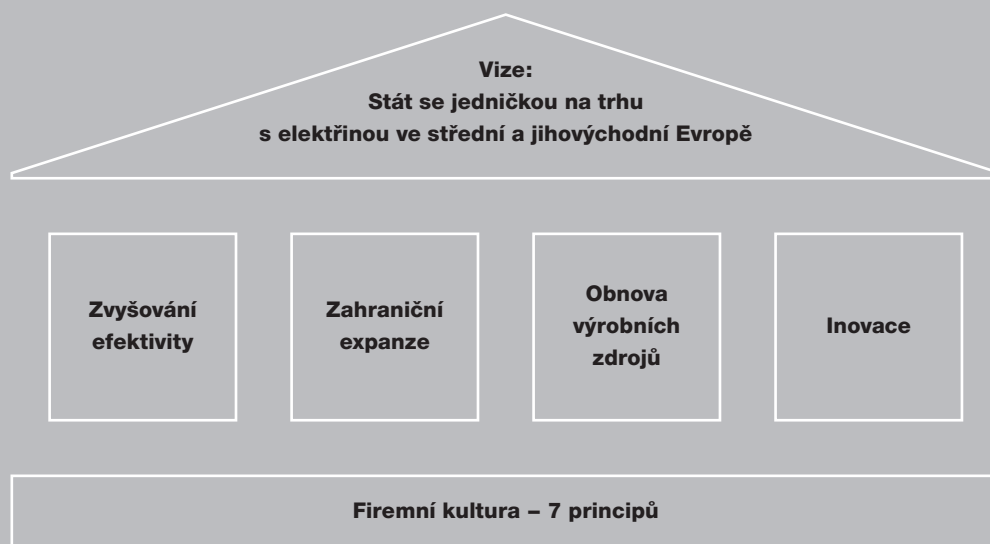 Vize:
Stát se jedničkou na trhu
s elektřinou ve střední a jihovýchodní Evropě
Zvyšování
efektivity
Zahraniční
expanze
Obnova
výrobních
zdrojů
Inovace
Firemní kultura – 7 principů